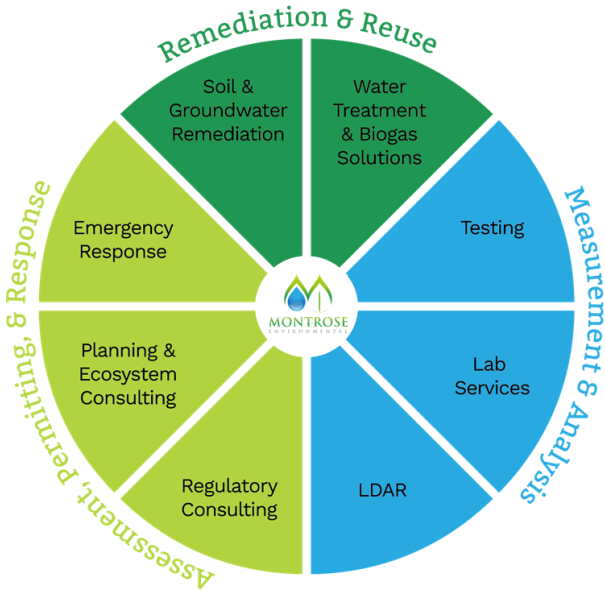 Remediation & Reuse
Soil &
Groundwater
Remediation
Water
Treatment
& Biogas
Solutions
Measurement & Analysis
Testing
Lab
Services
LDAR
Assessment, Permitting, & Response
Emergency
Response
Planning &
Ecosystem
Consulting
Regulatory
Consulting
MONTROSE
ENVIRONMENTAL